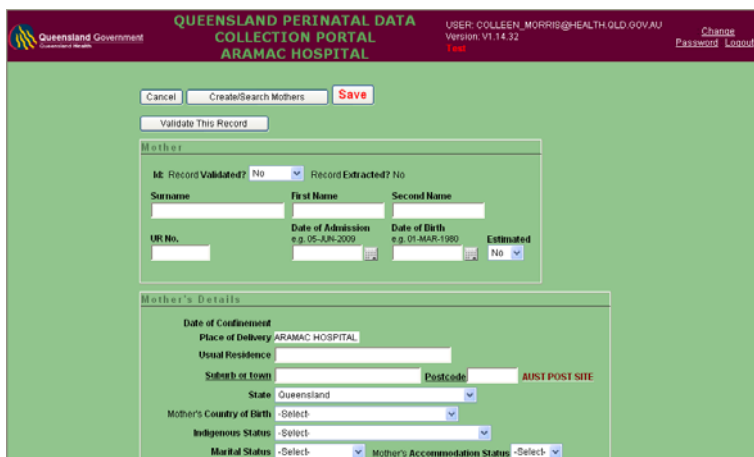 Queensland Government
Queensland Health
QUEENSLAND PERINATAL DATA
COLLECTION PORTAL
ARAMAC HOSPITAL
USER: COLLEEN_MORRIS@HEALTH.QLD.GOV.AU
Version: V1.14.32
Test
Change
Password Logout
Cancel Create/Search Mothers Save
Validate This Record
Mother
Id: Record Validated? No Record Extracted? No
Surname First Name Second Name
Date of Admission Date of Birth
UR No. e.g. 05-JUN-2009 e.g. 01-MAR-1980 Estimated
No
Mother's Details
Date of Confinement
Place of Delivery ARAMAC HOSPITAL
Usual Residence
Suburb or town Postcode AUST POST SITE
State Queensland
Mother's Country of Birth -Select-
Indigenous Status -Select-
Marital Status -Select- Mother's Accommodation Status -Select-